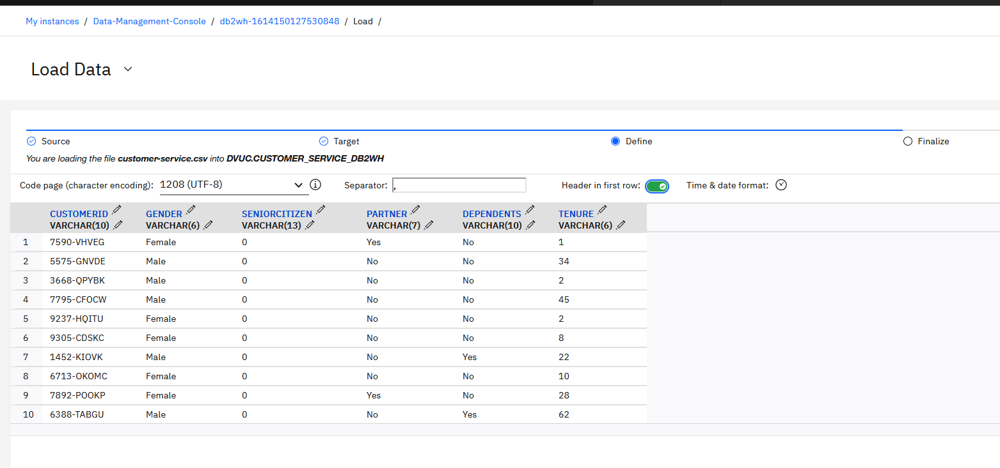 My instances / Data-Management-Console / db2wh-1614150127530848 / Load /
Load Data
Source Target Define Finalize
You are loading the file customer-service.csv into DVUC.CUSTOMER_SERVICE_DB2WH
Code page (character encoding): 1208 (UTF-8) Separator: , Header in first row: Time & date format:
CUSTOMERID GENDER SENIORCITIZEN PARTNER DEPENDENTS TENURE
VARCHAR(10) VARCHAR(6) VARCHAR(13) VARCHAR(7) VARCHAR(10) VARCHAR(6)
1 7590-VHVEG Female 0 Yes No 1
2 5575-GNVDE Male 0 No No 34
3 3668-QPYBK Male 0 No No 2
4 7795-CFOCW Male 0 No No 45
5 9237-HQITU Female 0 No No 2
6 9305-CDSKC Female 0 No No 8
7 1452-KIOVK Male 0 No Yes 22
8 6713-OKOMC Female 0 No No 10
9 7892-POOKP Female 0 Yes No 28
10 6388-TABGU Male 0 No Yes 62